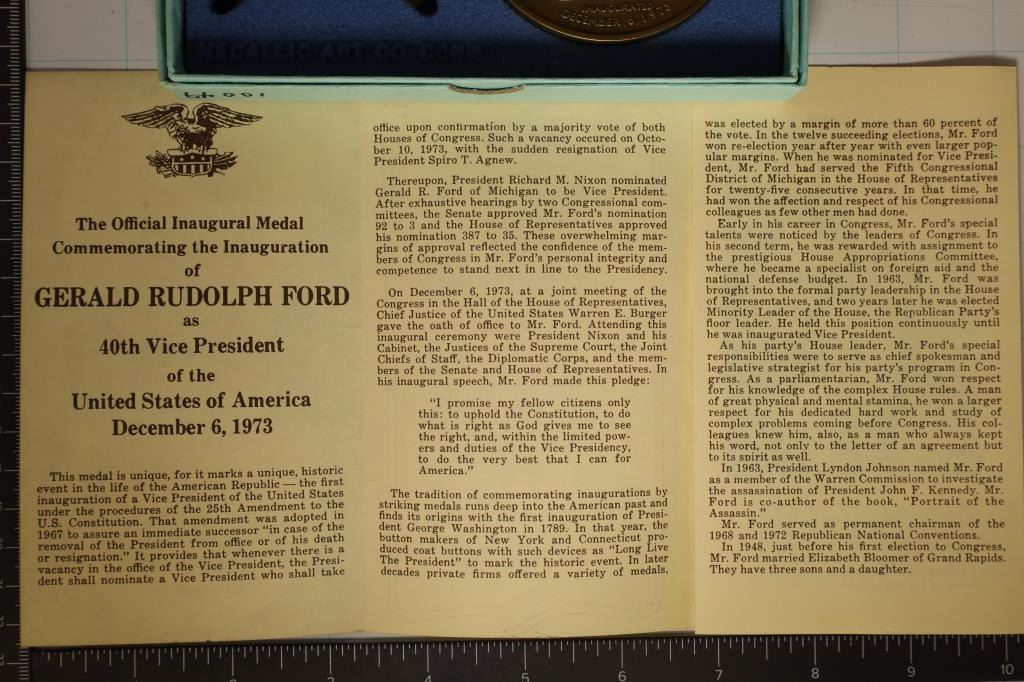 INAUGURATED
DECEMBER 6, 1973
MEDALLIC ART CO. CONN.
The Official Inaugural Medal
Commemorating the Inauguration
of
GERALD RUDOLPH FORD
as
40th Vice President
of the
United States of America
December 6, 1973
This medal is unique, for it marks a unique, historic
event in the life of the American Republic — the first
inauguration of a Vice President of the United States
under the procedures of the 25th Amendment to the
U.S. Constitution. That amendment was adopted in
1967 to assure an immediate successor “in case of the
removal of the President from office or of his death
or resignation.” It provides that whenever there is a
vacancy in the office of the Vice President, the Presi-
dent shall nominate a Vice President who shall take
office upon confirmation by a majority vote of both
Houses of Congress. Such a vacancy occured on Octo-
ber 10, 1973, with the sudden resignation of Vice
President Spiro T. Agnew.
Thereupon, President Richard M. Nixon nominated
Gerald R. Ford of Michigan to be Vice President.
After exhaustive hearings by two Congressional com-
mittees, the Senate approved Mr. Ford's nomination
92 to 3 and the House of Representatives approved
his nomination 387 to 35. These overwhelming mar-
gins of approval reflected the confidence of the mem-
bers of Congress in Mr. Ford's personal integrity and
competence to stand next in line to the Presidency.
On December 6, 1973, at a joint meeting of the
Congress in the Hall of the House of Representatives,
Chief Justice of the United States Warren E. Burger
gave the oath of office to Mr. Ford. Attending this
inaugural ceremony were President Nixon and his
Cabinet, the Justices of the Supreme Court, the Joint
Chiefs of Staff, the Diplomatic Corps, and the mem-
bers of the Senate and House of Representatives. In
his inaugural speech, Mr. Ford made this pledge:
“I promise my fellow citizens only
this: to uphold the Constitution, to do
what is right as God gives me to see
the right, and, within the limited pow-
ers and duties of the Vice Presidency,
to do the very best that I can for
America.”
The tradition of commemorating inaugurations by
striking medals runs deep into the American past and
finds its origins with the first inauguration of Presi-
dent George Washington in 1789. In that year, the
button makers of New York and Connecticut pro-
duced coat buttons with such devices as “Long Live
The President” to mark the historic event. In later
decades private firms offered a variety of medals,
was elected by a margin of more than 60 percent of
the vote. In the twelve succeeding elections, Mr. Ford
won re-election year after year with even larger pop-
ular margins. When he was nominated for Vice Presi-
dent, Mr. Ford had served the Fifth Congressional
District of Michigan in the House of Representatives
for twenty-five consecutive years. In that time, he
had won the affection and respect of his Congressional
colleagues as few other men had done.
Early in his career in Congress, Mr. Ford's special
talents were noticed by the leaders of Congress. In
his second term, he was rewarded with assignment to
the prestigious House Appropriations Committee,
where he became a specialist on foreign aid and the
national defense budget. In 1963, Mr. Ford was
brought into the formal party leadership in the House
of Representatives, and two years later he was elected
Minority Leader of the House, the Republican Party's
floor leader. He held this position continuously until
he was inaugurated Vice President.
As his party's House leader, Mr. Ford's special
responsibilities were to serve as chief spokesman and
legislative strategist for his party's program in Con-
gress. As a parliamentarian, Mr. Ford won respect
for his knowledge of the complex House rules. A man
of great physical and mental stamina, he won a larger
respect for his dedicated hard work and study of
complex problems coming before Congress. His col-
leagues knew him, also, as a man who always kept
his word, not only to the letter of an agreement but
to its spirit as well.
In 1963, President Lyndon Johnson named Mr. Ford
as a member of the Warren Commission to investigate
the assassination of President John F. Kennedy. Mr.
Ford is co-author of the book, “Portrait of the
Assassin.”
Mr. Ford served as permanent chairman of the
1968 and 1972 Republican National Conventions.
In 1948, just before his first election to Congress,
Mr. Ford married Elizabeth Bloomer of Grand Rapids.
They have three sons and a daughter.
1 2 3 4 5 6 7 8 9 10